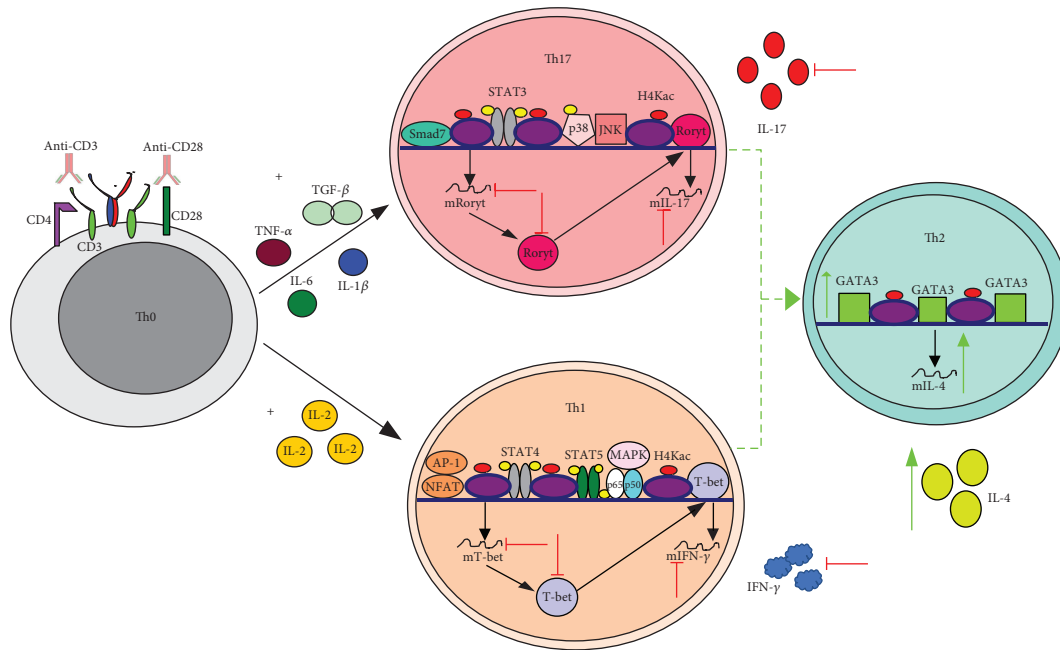 Anti-CD3
Anti-CD28
CD4
CD3
CD28
Th0
+
TGF-β
TNF-α
IL-6
IL-1β
+
IL-2
IL-2
IL-2
Th17
STAT3
H4Kac
Smad7
p38
JNK
Rorγt
mRorγt
mIL-17
Rorγt
IL-17
Th1
AP-1
NFAT
STAT4
STAT5
MAPK
H4Kac
p65
p50
T-bet
mT-bet
mIFN-γ
T-bet
IFN-γ
Th2
GATA3
GATA3
GATA3
mIL-4
IL-4